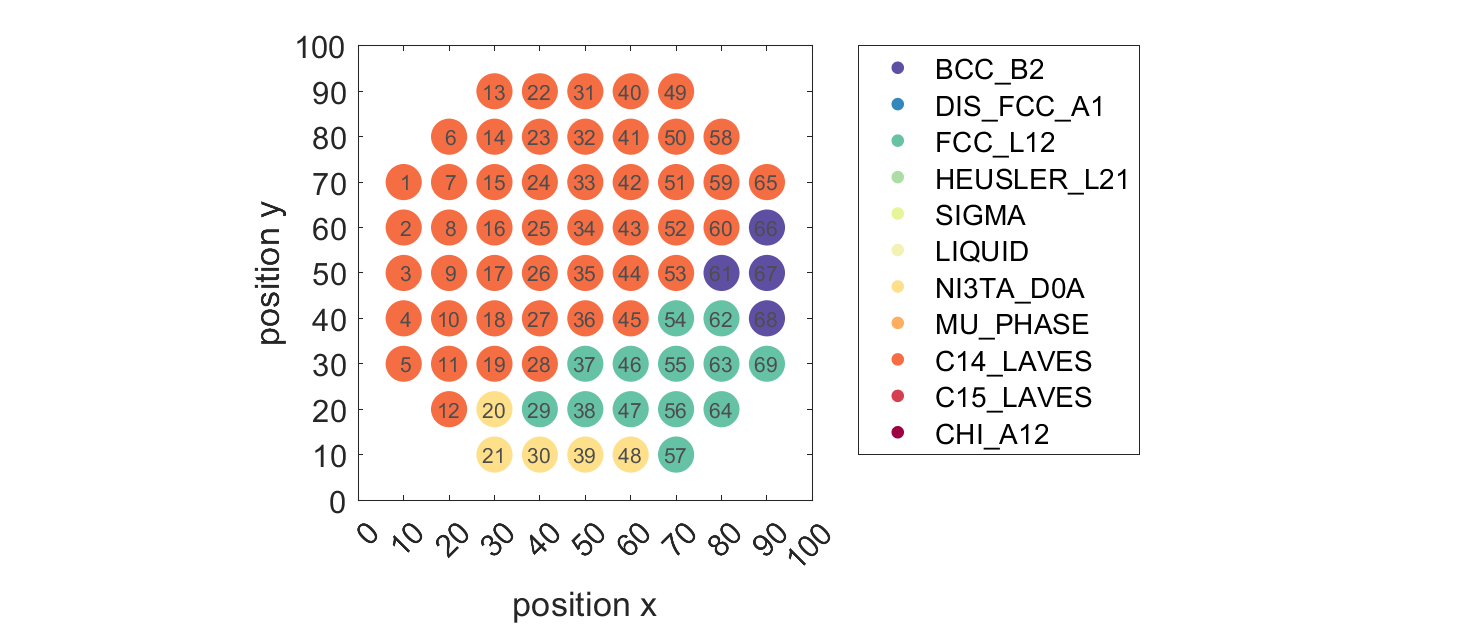 100
90 13 22 31 40 49
80 6 14 23 32 41 50 58
70 1 7 15 24 33 42 51 59 65
60 2 8 16 25 34 43 52 60 66
50 3 9 17 26 35 44 53 61 67
40 4 10 18 27 36 45 54 62 68
30 5 11 19 28 37 46 55 63 69
20 12 20 29 38 47 56 64
10 21 30 39 48 57
0
position y
0 10 20 30 40 50 60 70 80 90 100
position x
BCC_B2
DIS_FCC_A1
FCC_L12
HEUSLER_L21
SIGMA
LIQUID
NI3TA_D0A
MU_PHASE
C14_LAVES
C15_LAVES
CHI_A12